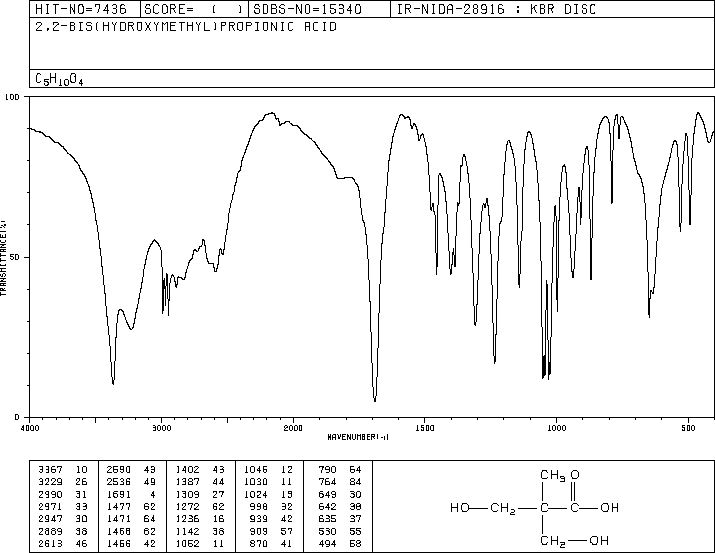 HIT-NO=7436 SCORE= ( ) SDBS-NO=15340 IR-NIDA-28916 : KBR DISC
2,2-BIS(HYDROXYMETHYL)PROPIONIC ACID
C5H10O4
100
50
0
TRANSMITTANCE(%)
4000 3000 2000 1500 1000 500
WAVENUMBER(-1)
3367 10 2590 49 1402 43 1046 12 790 64
3229 26 2536 49 1387 44 1030 11 764 84
2990 31 1691 4 1309 27 1024 19 649 30
2971 33 1477 62 1272 62 998 32 642 38
2947 30 1471 64 1236 16 939 42 635 37
2889 38 1468 62 1142 38 909 57 530 55
2613 46 1456 42 1052 11 870 41 494 58
CH3 O
HO CH2 C C OH
CH2 OH